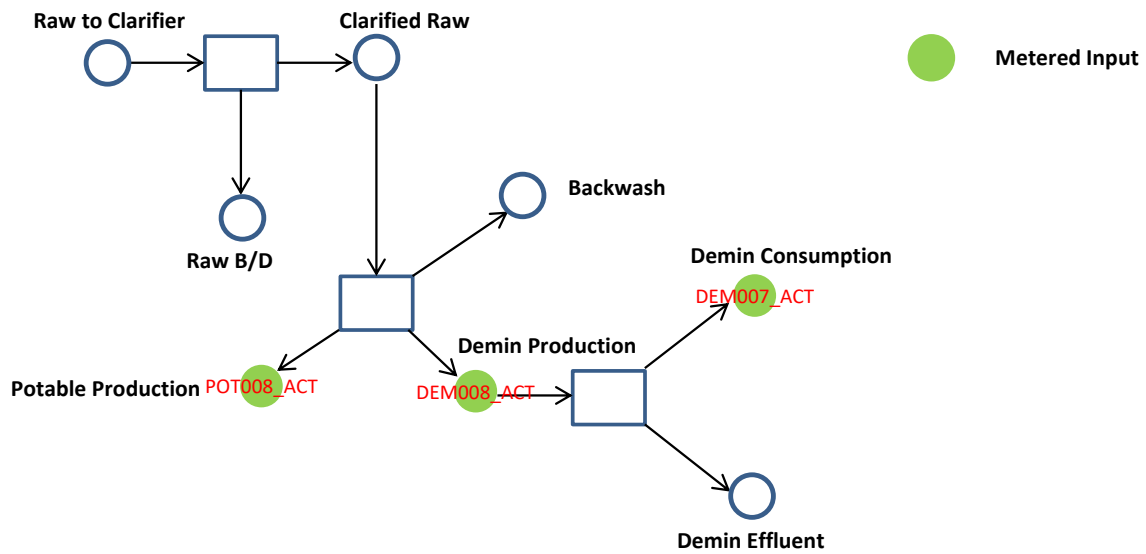 Raw to Clarifier
Clarified Raw
Metered Input
Backwash
Raw B/D
Demin Consumption
DEM007_ACT
Demin Production
Potable Production
POT008_ACT
DEM008_ACT
Demin Effluent